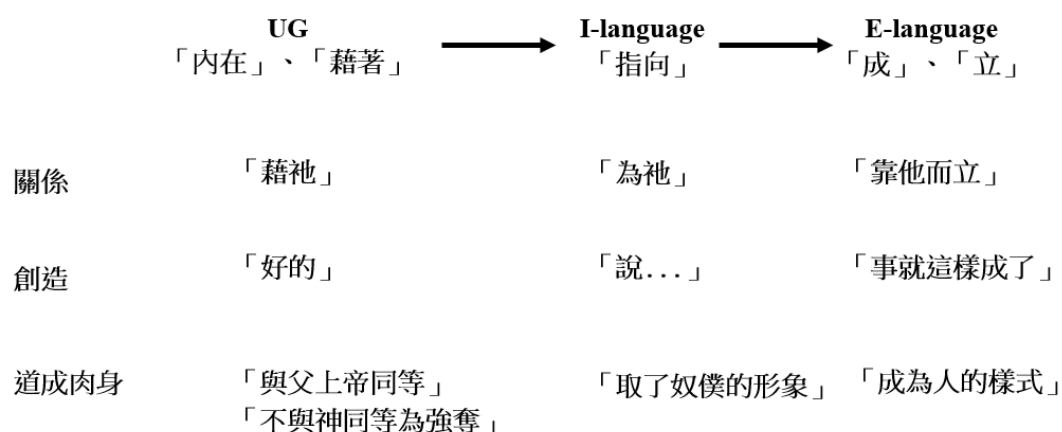 UG I-language E-language
「內在」、「藉著」 「指向」 「成」、「立」
關係 「藉祂」 「為祂」 「靠他而立」
創造 「好的」 「說...」 「事就這樣成了」
道成肉身 「與父上帝同等」 「取了奴僕的形象」 「成為人的樣式」
「不與神同等為強奪」